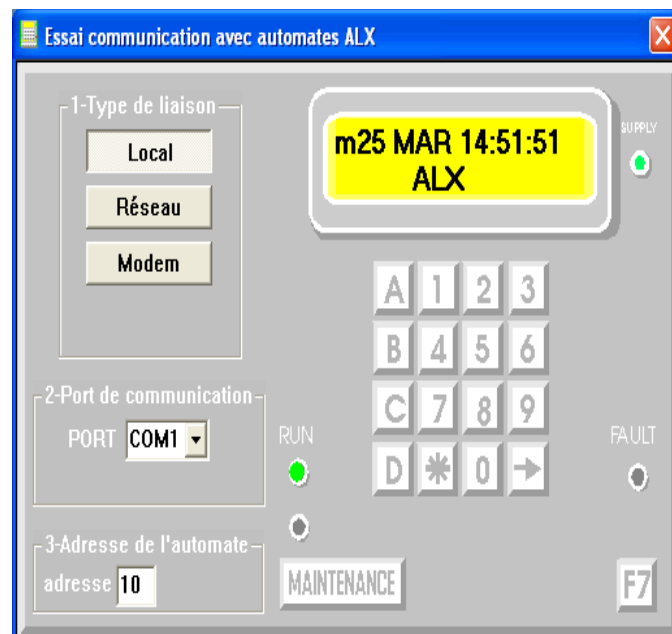 Essai communication avec automates ALX
1-Type de liaison
Local
Réseau
Modem
m25 MAR 14:51:51
ALX
SUPPLY
A 1 2 3
B 4 5 6
C 7 8 9
D * 0 →
2-Port de communication
PORT COM1
RUN
FAULT
3-Adresse de l'automate
adresse 10
MAINTENANCE
F7